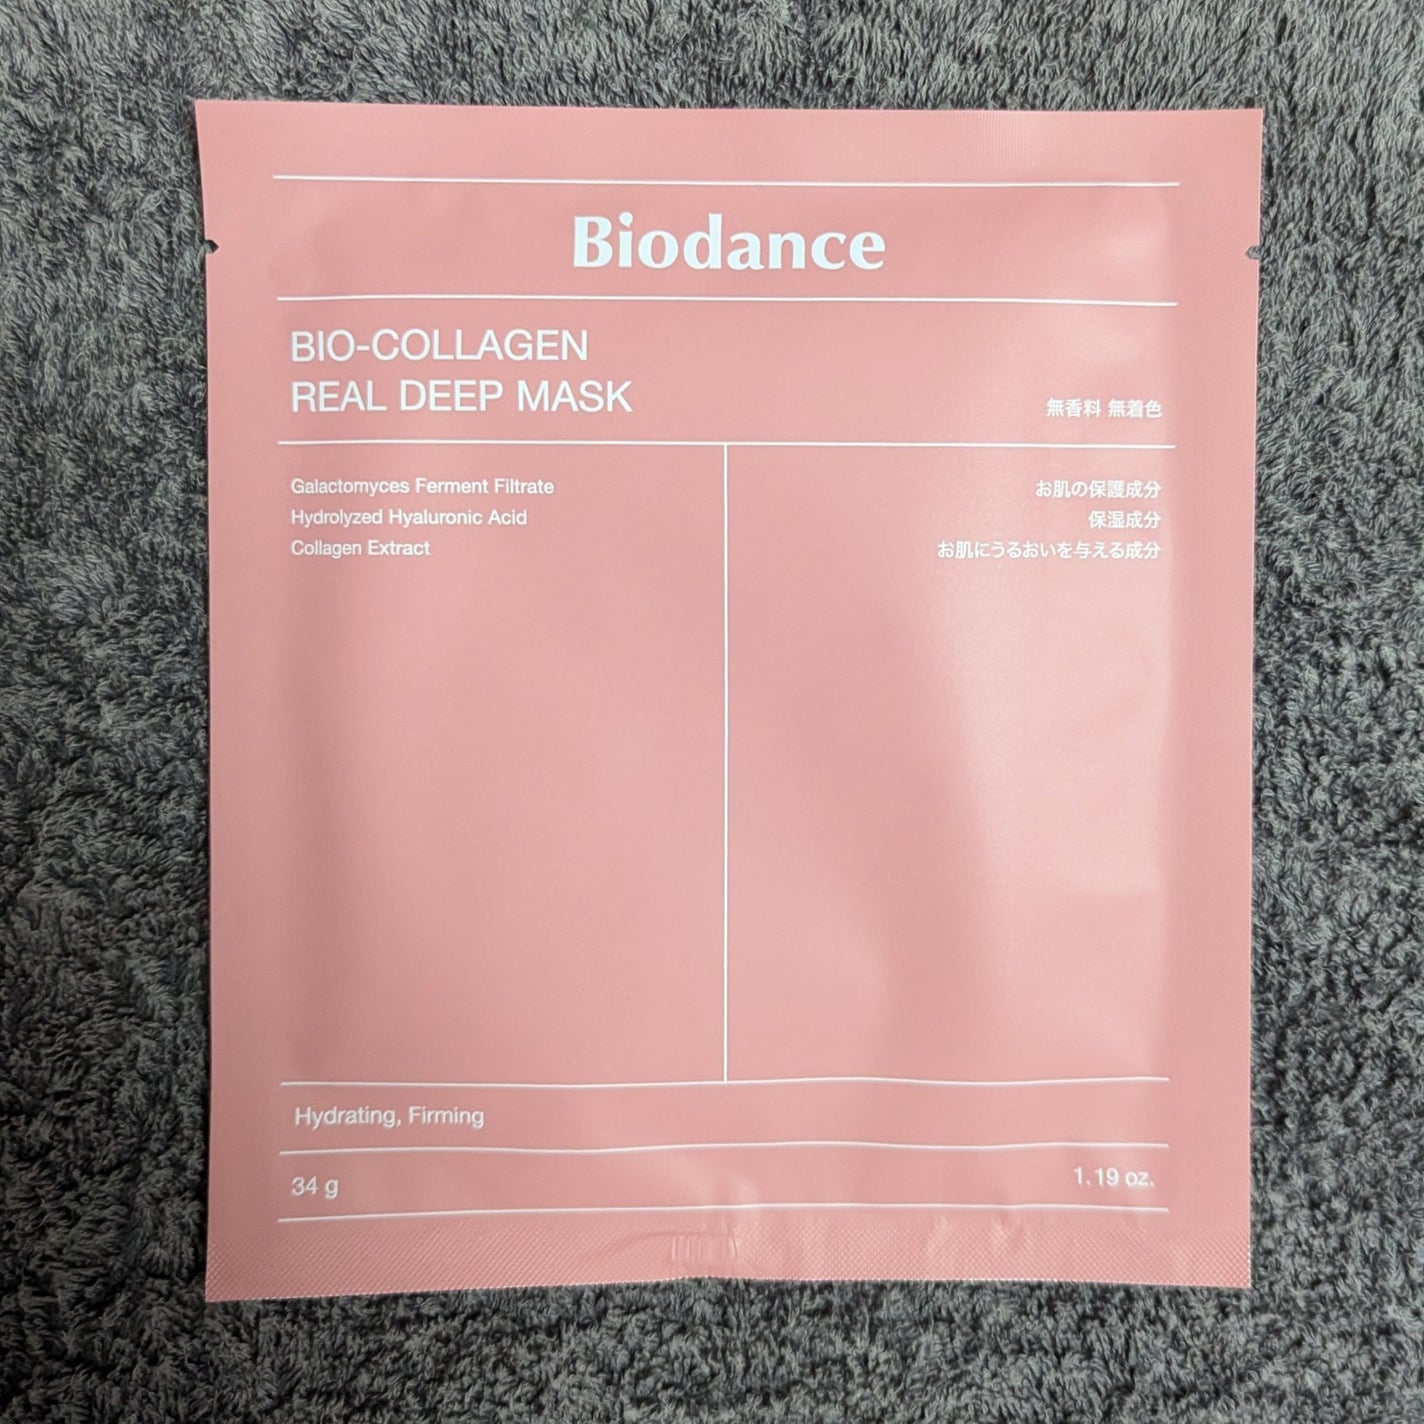 Biodance
BIO-COLLAGEN
REAL DEEP MASK
無香料 無着色
Galactomyces Ferment Filtrate
Hydrolyzed Hyaluronic Acid
Collagen Extract
お肌の保護成分
保湿成分
お肌にうるおいを与える成分
Hydrating, Firming
34 g
1.19 oz.